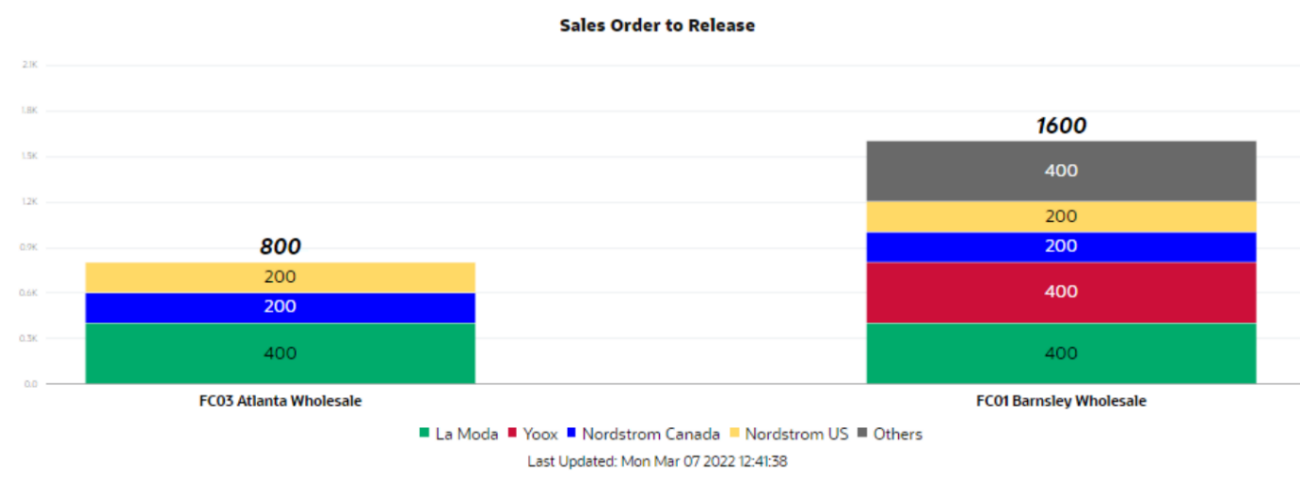 Sales Order to Release
2.1K
1.8K
1.5K
1.2K
0.9K
0.6K
0.3K
0.0
800
200
200
400
1600
400
200
200
400
400
FC03 Atlanta Wholesale
FC01 Barnsley Wholesale
La Moda Yoox Nordstrom Canada Nordstrom US Others
Last Updated: Mon Mar 07 2022 12:41:38